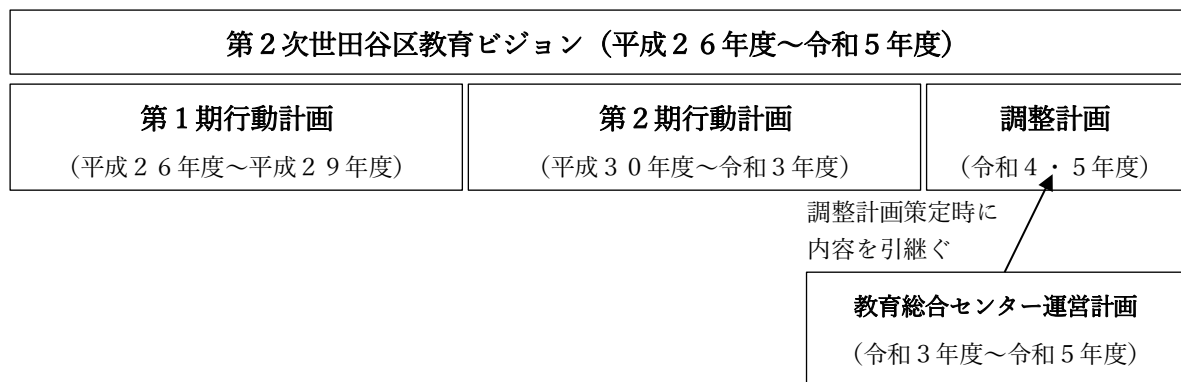 第２次世田谷区教育ビジョン（平成２６年度～令和５年度）
第１期行動計画
（平成２６年度～平成２９年度）
第２期行動計画
（平成３０年度～令和３年度）
調整計画
（令和４・５年度）
調整計画策定時に
内容を引継ぐ
教育総合センター運営計画
（令和３年度～令和５年度）